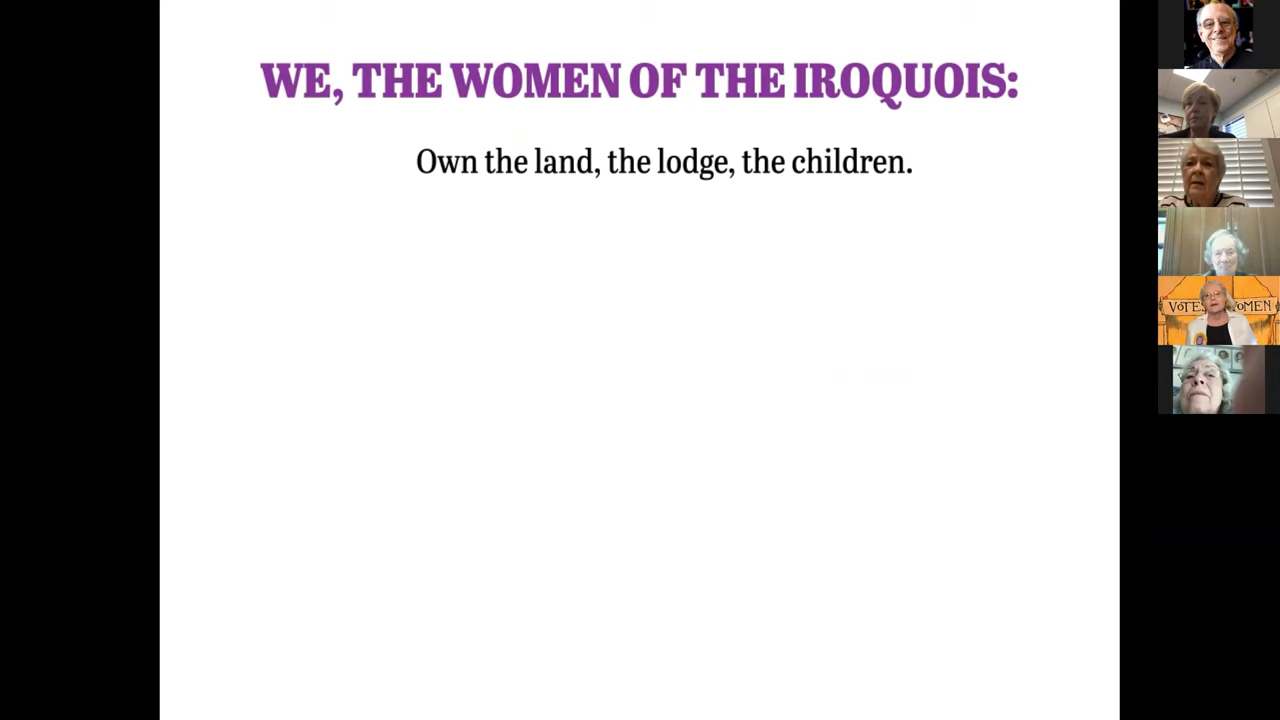 WE, THE WOMEN OF THE IROQUOIS:
Own the land, the lodge, the children.
VOTES WOMEN